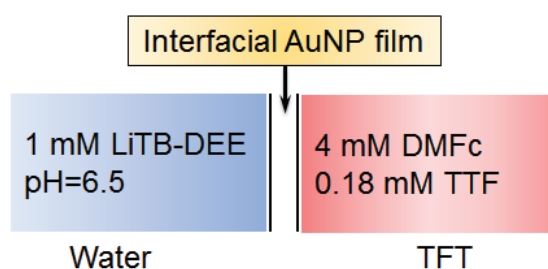 Interfacial AuNP film
1 mM LiTB-DEE
pH=6.5
4 mM DMFc
0.18 mM TTF
Water
TFT